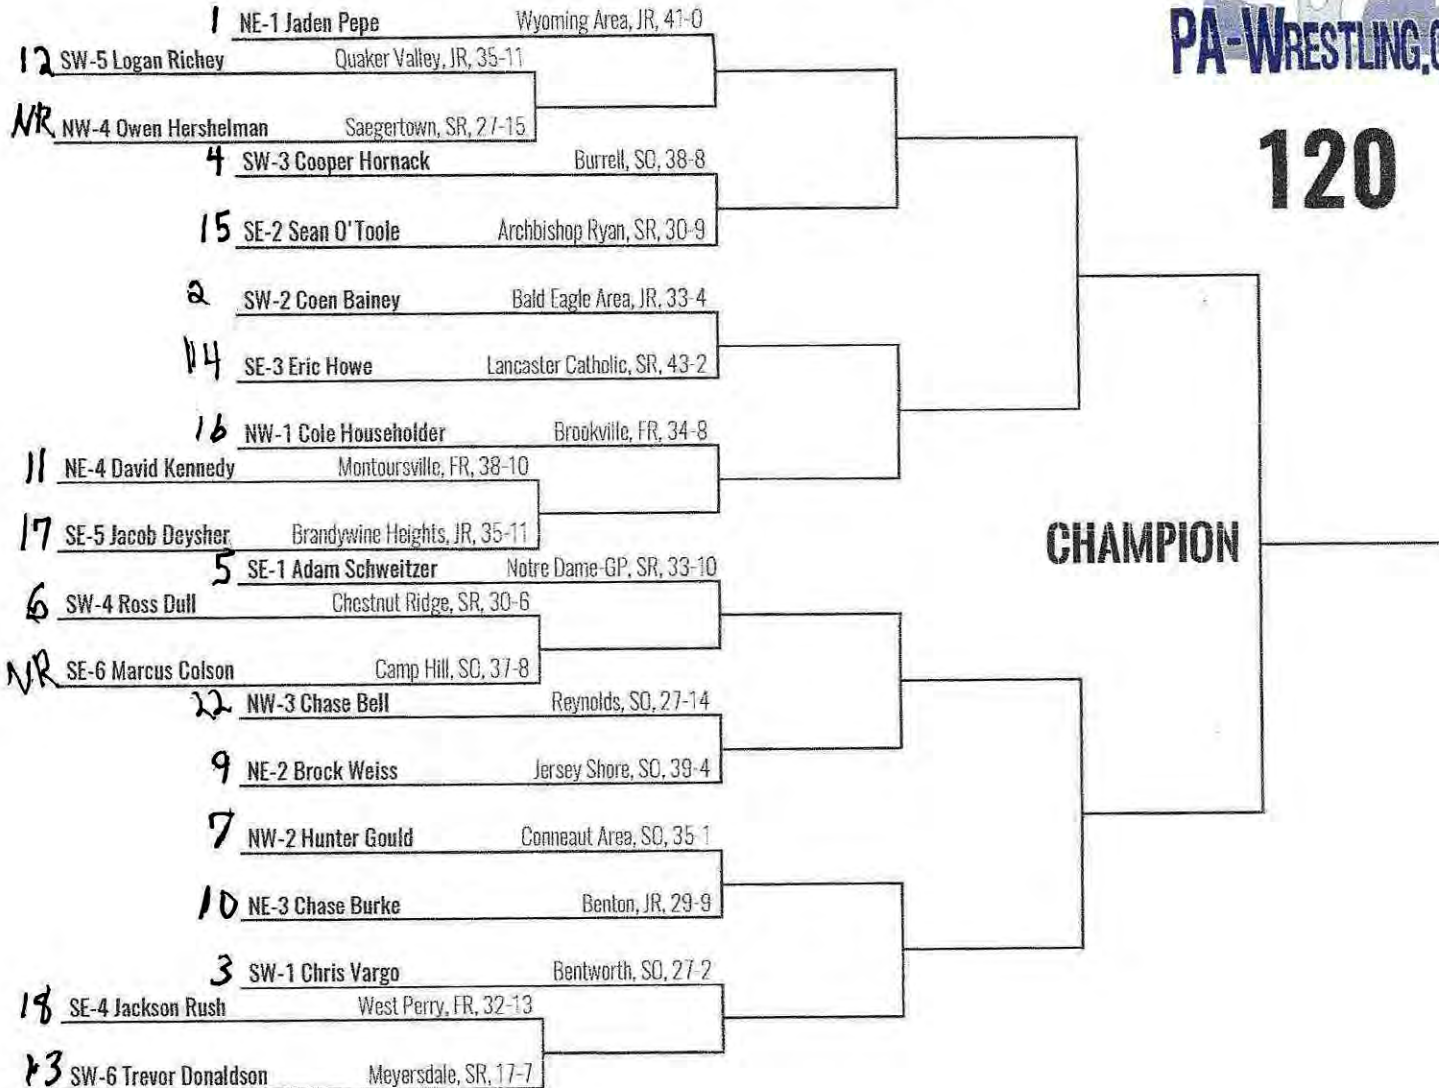 PA-WRESTLING.C
120
1 NE-1 Jaden Pepe Wyoming Area, JR, 41-0
12 SW-5 Logan Richey Quaker Valley, JR, 35-11
NR NW-4 Owen Hershelman Saegertown, SR, 27-15
4 SW-3 Cooper Hornack Burrell, SO, 38-8
15 SE-2 Sean O'Toole Archbishop Ryan, SR, 30-9
2 SW-2 Coen Bainey Bald Eagle Area, JR, 33-4
14 SE-3 Eric Howe Lancaster Catholic, SR, 43-2
16 NW-1 Cole Householder Brookville, FR, 34-8
11 NE-4 David Kennedy Montoursville, FR, 38-10
17 SE-5 Jacob Deysher Brandywine Heights, JR, 35-11
CHAMPION
5 SE-1 Adam Schweitzer Notre Dame-GP, SR, 33-10
6 SW-4 Ross Dull Chestnut Ridge, SR, 30-6
NR SE-6 Marcus Colson Camp Hill, SO, 37-8
22 NW-3 Chase Bell Reynolds, SO, 27-14
9 NE-2 Brock Weiss Jersey Shore, SO, 39-4
7 NW-2 Hunter Gould Conneaut Area, SO, 35-1
10 NE-3 Chase Burke Benton, JR, 29-9
3 SW-1 Chris Vargo Bentworth, SO, 27-2
18 SE-4 Jackson Rush West Perry, FR, 32-13
SW-6 Trevor Donaldson Meyersdale, SR, 17-7